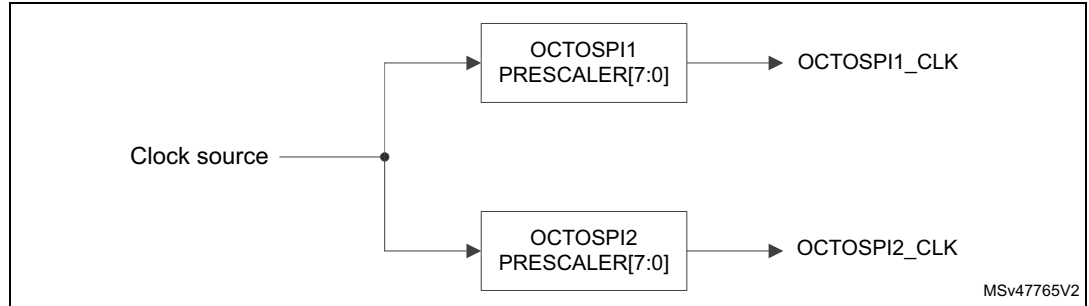 OCTOSPI1
PRESCALER[7:0]
OCTOSPI1_CLK
Clock source
OCTOSPI2
PRESCALER[7:0]
OCTOSPI2_CLK
MSv47765V2